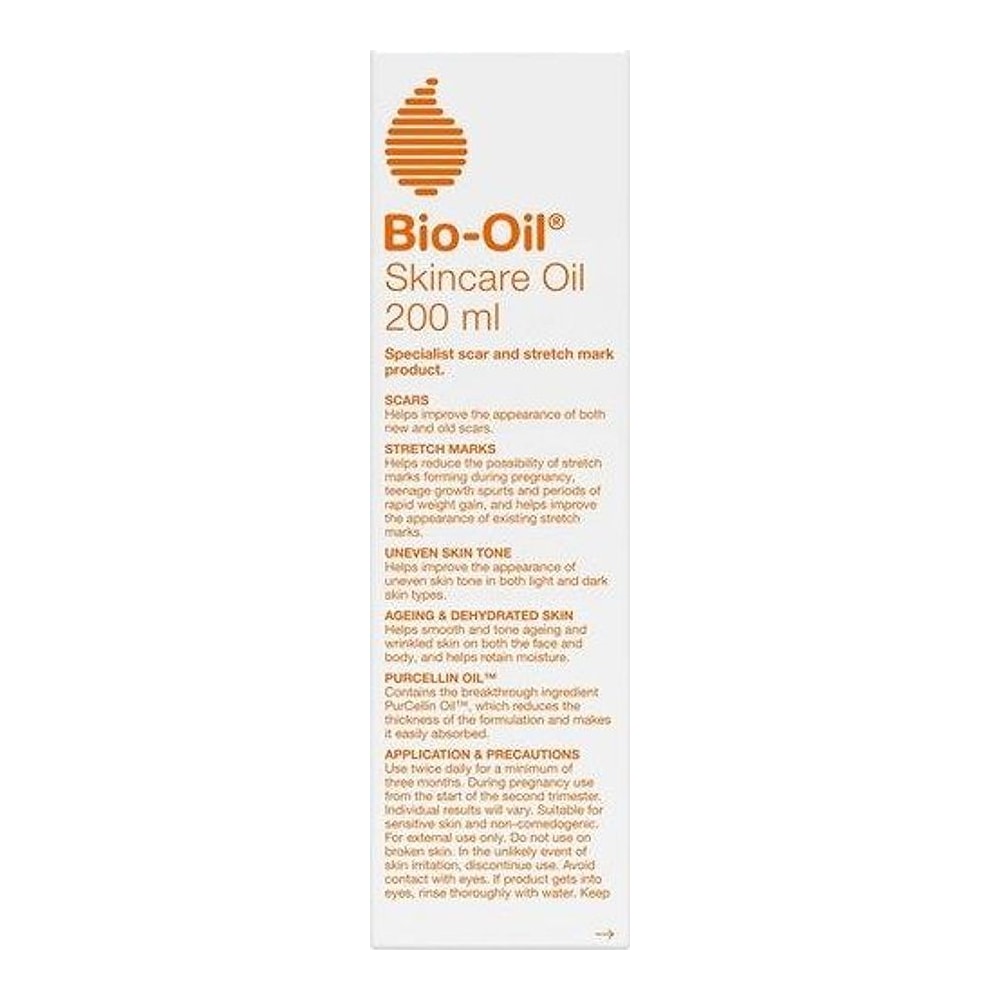 Bio-Oil®
Skincare Oil
200 ml
Specialist scar and stretch mark
product.
SCARS
Helps improve the appearance of both
new and old scars.
STRETCH MARKS
Helps reduce the possibility of stretch
marks forming during pregnancy,
teenage growth spurts and periods of
rapid weight gain, and helps improve
the appearance of existing stretch
marks.
UNEVEN SKIN TONE
Helps improve the appearance of
uneven skin tone in both light and dark
skin types.
AGEING & DEHYDRATED SKIN
Helps smooth and tone ageing and
wrinkled skin on both the face and
body, and helps retain moisture.
PURCELLIN OIL™
Contains the breakthrough ingredient
PurCellin Oil™, which reduces the
thickness of the formulation and makes
it easily absorbed.
APPLICATION & PRECAUTIONS
Use twice daily for a minimum of
three months. During pregnancy use
from the start of the second trimester.
Individual results will vary. Suitable for
sensitive skin and non-comedogenic.
For external use only. Do not use on
broken skin. In the unlikely event of
skin irritation, discontinue use. Avoid
contact with eyes. If product gets into
eyes, rinse thoroughly with water. Keep